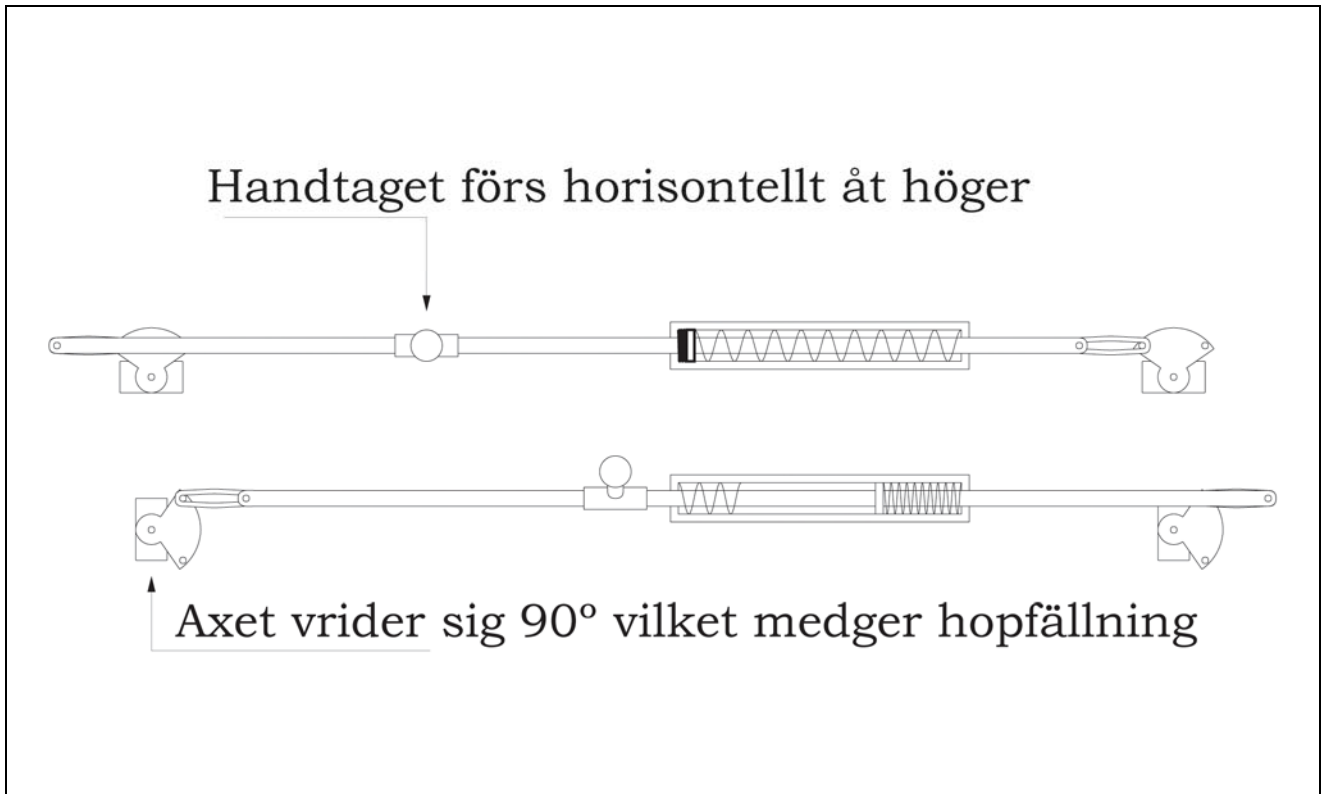 Handtaget förs horisontellt åt höger
Axet vrider sig 90º vilket medger hopfällning